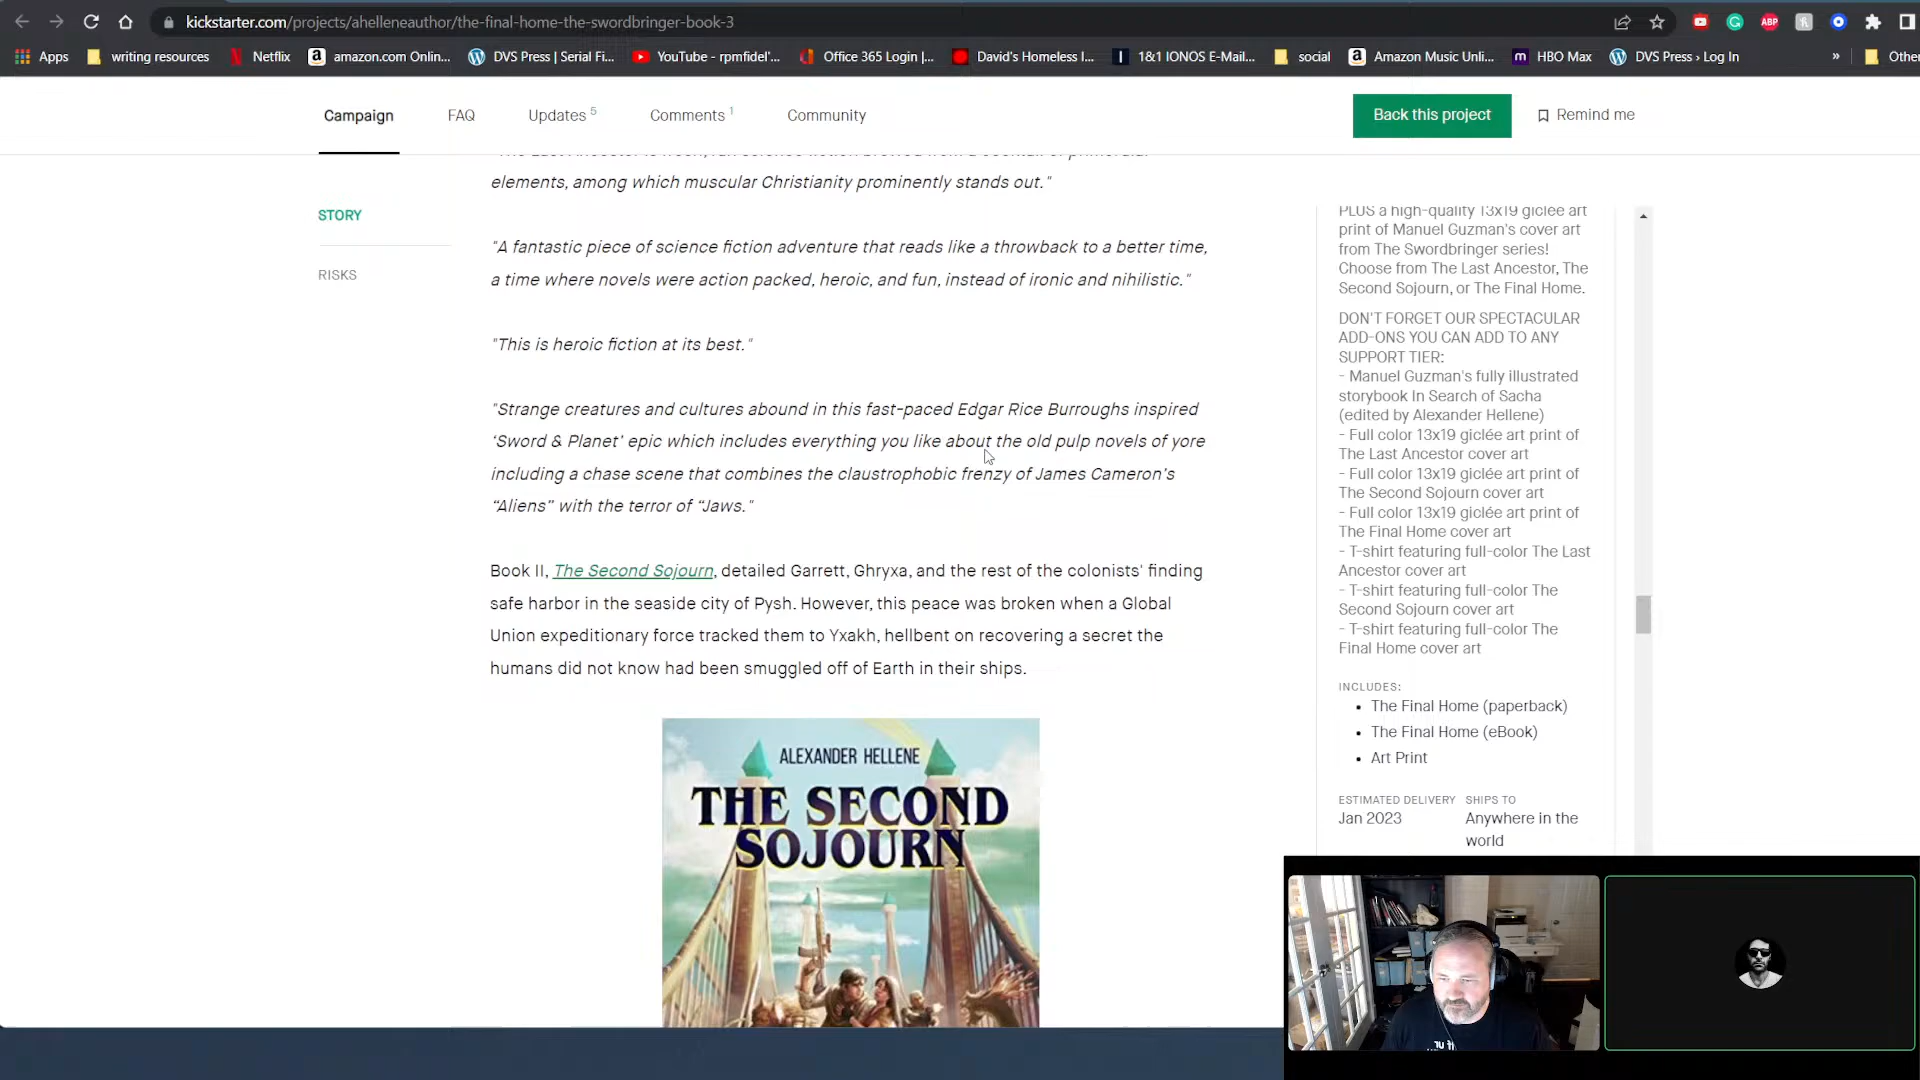 kickstarter.com/projects/ahelleneauthor/the-final-home-the-swordbringer-book-3
ABP
Apps
writing resources
Netflix
amazon.com Onlin...
DVS Press | Serial Fi...
YouTube - rpmfidel'...
Office 365 Login |...
David's Homeless I...
1&1 IONOS E-Mail...
social
Amazon Music Unli...
HBO Max
DVS Press › Log In
»
Other
Campaign
FAQ
Updates 5
Comments 1
Community
Back this project
Remind me
STORY
RISKS
elements, among which muscular Christianity prominently stands out."
"A fantastic piece of science fiction adventure that reads like a throwback to a better time,
a time where novels were action packed, heroic, and fun, instead of ironic and nihilistic."
"This is heroic fiction at its best."
"Strange creatures and cultures abound in this fast-paced Edgar Rice Burroughs inspired
‘Sword & Planet’ epic which includes everything you like about the old pulp novels of yore
including a chase scene that combines the claustrophobic frenzy of James Cameron’s
“Aliens” with the terror of “Jaws."
Book II, The Second Sojourn, detailed Garrett, Ghryxa, and the rest of the colonists' finding
safe harbor in the seaside city of Pysh. However, this peace was broken when a Global
Union expeditionary force tracked them to Yxakh, hellbent on recovering a secret the
humans did not know had been smuggled off of Earth in their ships.
ALEXANDER HELLENE
THE SECOND
SOJOURN
PLUS a high-quality 13x19 giclée art
print of Manuel Guzman's cover art
from The Swordbringer series!
Choose from The Last Ancestor, The
Second Sojourn, or The Final Home.
DON'T FORGET OUR SPECTACULAR
ADD-ONS YOU CAN ADD TO ANY
SUPPORT TIER:
- Manuel Guzman's fully illustrated
storybook In Search of Sacha
(edited by Alexander Hellene)
- Full color 13x19 giclée art print of
The Last Ancestor cover art
- Full color 13x19 giclée art print of
The Second Sojourn cover art
- Full color 13x19 giclée art print of
The Final Home cover art
- T-shirt featuring full-color The Last
Ancestor cover art
- T-shirt featuring full-color The
Second Sojourn cover art
- T-shirt featuring full-color The
Final Home cover art
INCLUDES:
• The Final Home (paperback)
• The Final Home (eBook)
• Art Print
ESTIMATED DELIVERY
Jan 2023
SHIPS TO
Anywhere in the
world